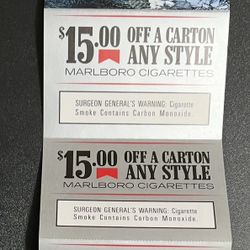 $15.00 OFF A CARTON
ANY STYLE
MARLBORO CIGARETTES
SURGEON GENERAL'S WARNING: Cigarette
Smoke Contains Carbon Monoxide.
$15.00 OFF A CARTON
ANY STYLE
MARLBORO CIGARETTES
SURGEON GENERAL'S WARNING: Cigarette
Smoke Contains Carbon Monoxide.